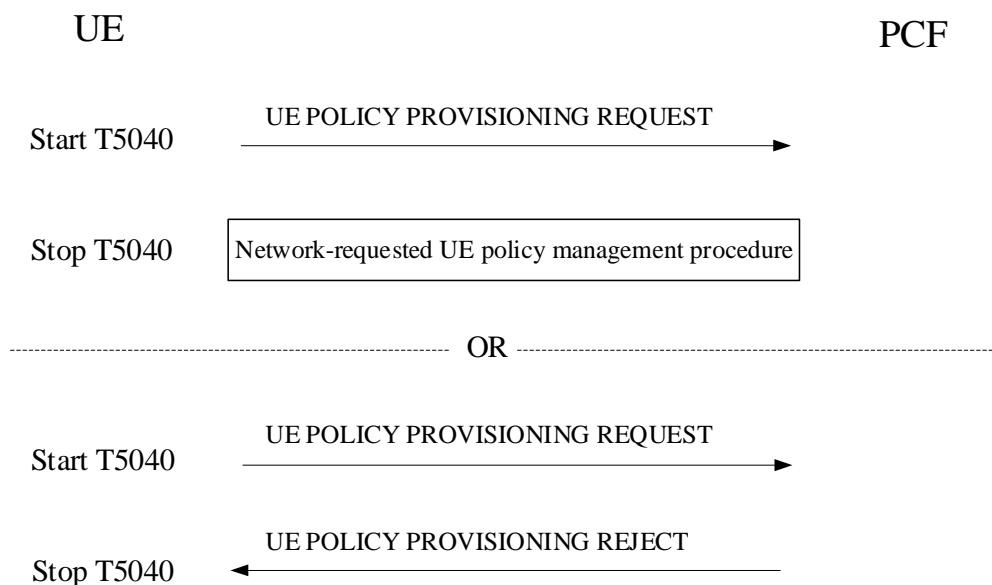 UE
PCF
UE POLICY PROVISIONING REQUEST
Start T5040
Stop T5040
Network-requested UE policy management procedure
OR
UE POLICY PROVISIONING REQUEST
Start T5040
UE POLICY PROVISIONING REJECT
Stop T5040